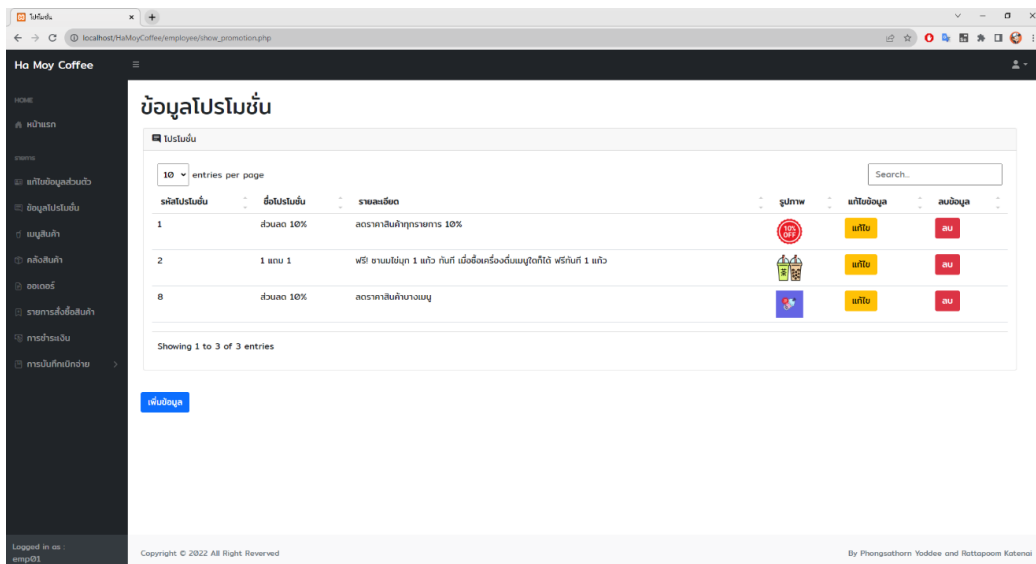 โปรโมชั่น
localhost/HaMoyCoffee/employee/show_promotion.php
Ha Moy Coffee
HOME
หน้าแรก
รายการ
แก้ไขข้อมูลส่วนตัว
ข้อมูลโปรโมชั่น
เมนูสินค้า
คลังสินค้า
ออเดอร์
รายการสั่งซื้อสินค้า
การชำระเงิน
การบันทึกเบิกจ่าย
Logged in as :
emp01
ข้อมูลโปรโมชั่น
โปรโมชั่น
10 entries per page Search..
รหัสโปรโมชั่น ชื่อโปรโมชั่น รายละเอียด รูปภาพ แก้ไขข้อมูล ลบข้อมูล
1 ส่วนลด 10% ลดราคาสินค้าทุกรายการ 10% 10% OFF แก้ไข ลบ
2 1 แถม 1 ฟรี! ชานมไข่มุก 1 แก้ว ทันที เมื่อซื้อเครื่องดื่มเมนูใดก็ได้ ฟรีทันที 1 แก้ว แก้ไข ลบ
8 ส่วนลด 10% ลดราคาสินค้าบางเมนู แก้ไข ลบ
Showing 1 to 3 of 3 entries
เพิ่มข้อมูล
Copyright © 2022 All Right Reverved By Phongsathorn Yoddee and Rattapoom Katenai